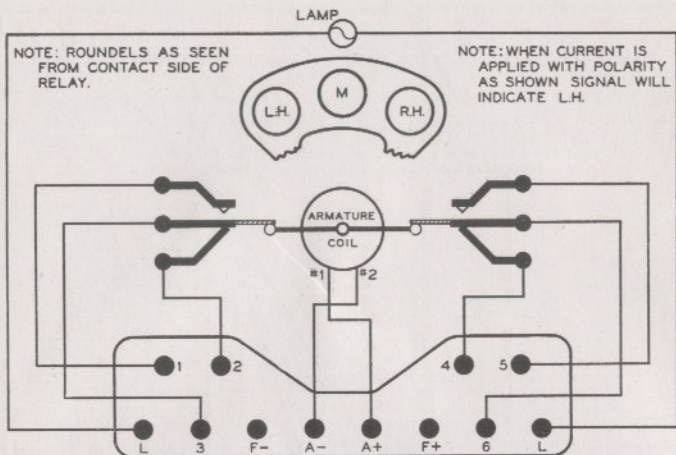 LAMP
NOTE: ROUNDELS AS SEEN
FROM CONTACT SIDE OF
RELAY.
NOTE: WHEN CURRENT IS
APPLIED WITH POLARITY
AS SHOWN SIGNAL WILL
INDICATE L.H.
L.H.
M
R.H.
ARMATURE
COIL
#1
#2
1
2
4
5
L
3
F-
A-
A+
F+
6
L